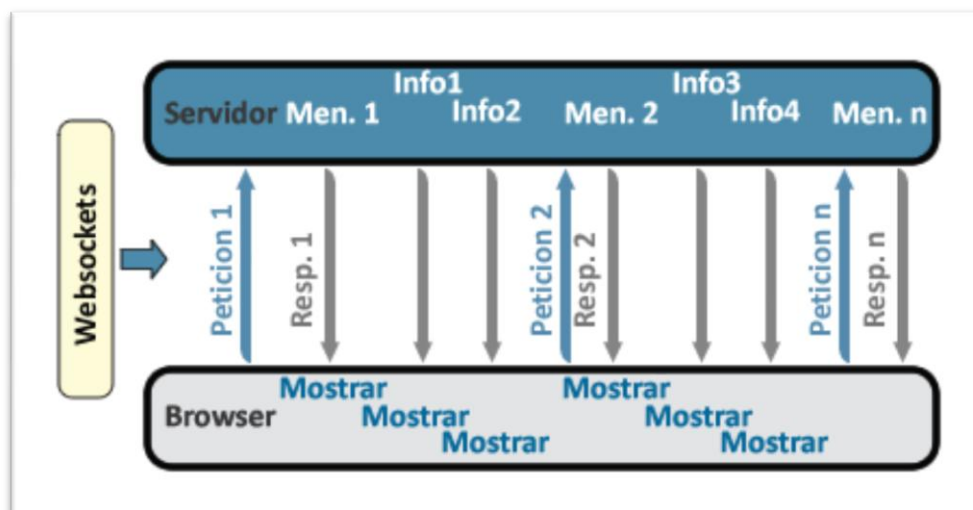 Websockets
Info1
Info3
Servidor Men. 1
Info2
Men. 2
Info4
Men. n
Peticion 1
Resp. 1
Peticion 2
Resp. 2
Peticion n
Resp. n
Mostrar
Mostrar
Browser
Mostrar
Mostrar
Mostrar
Mostrar